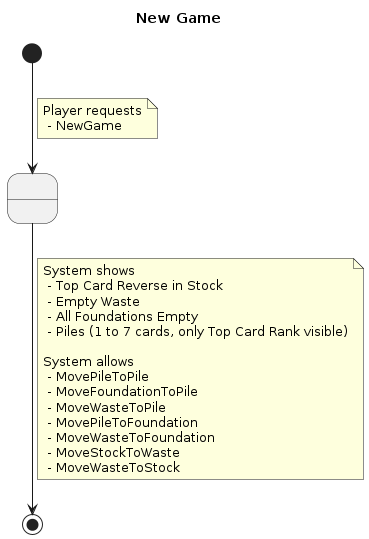 New Game
Player requests
- NewGame
System shows
- Top Card Reverse in Stock
- Empty Waste
- All Foundations Empty
- Piles (1 to 7 cards, only Top Card Rank visible)
System allows
- MovePileToPile
- MoveFoundationToPile
- MoveWasteToPile
- MovePileToFoundation
- MoveWasteToFoundation
- MoveStockToWaste
- MoveWasteToStock